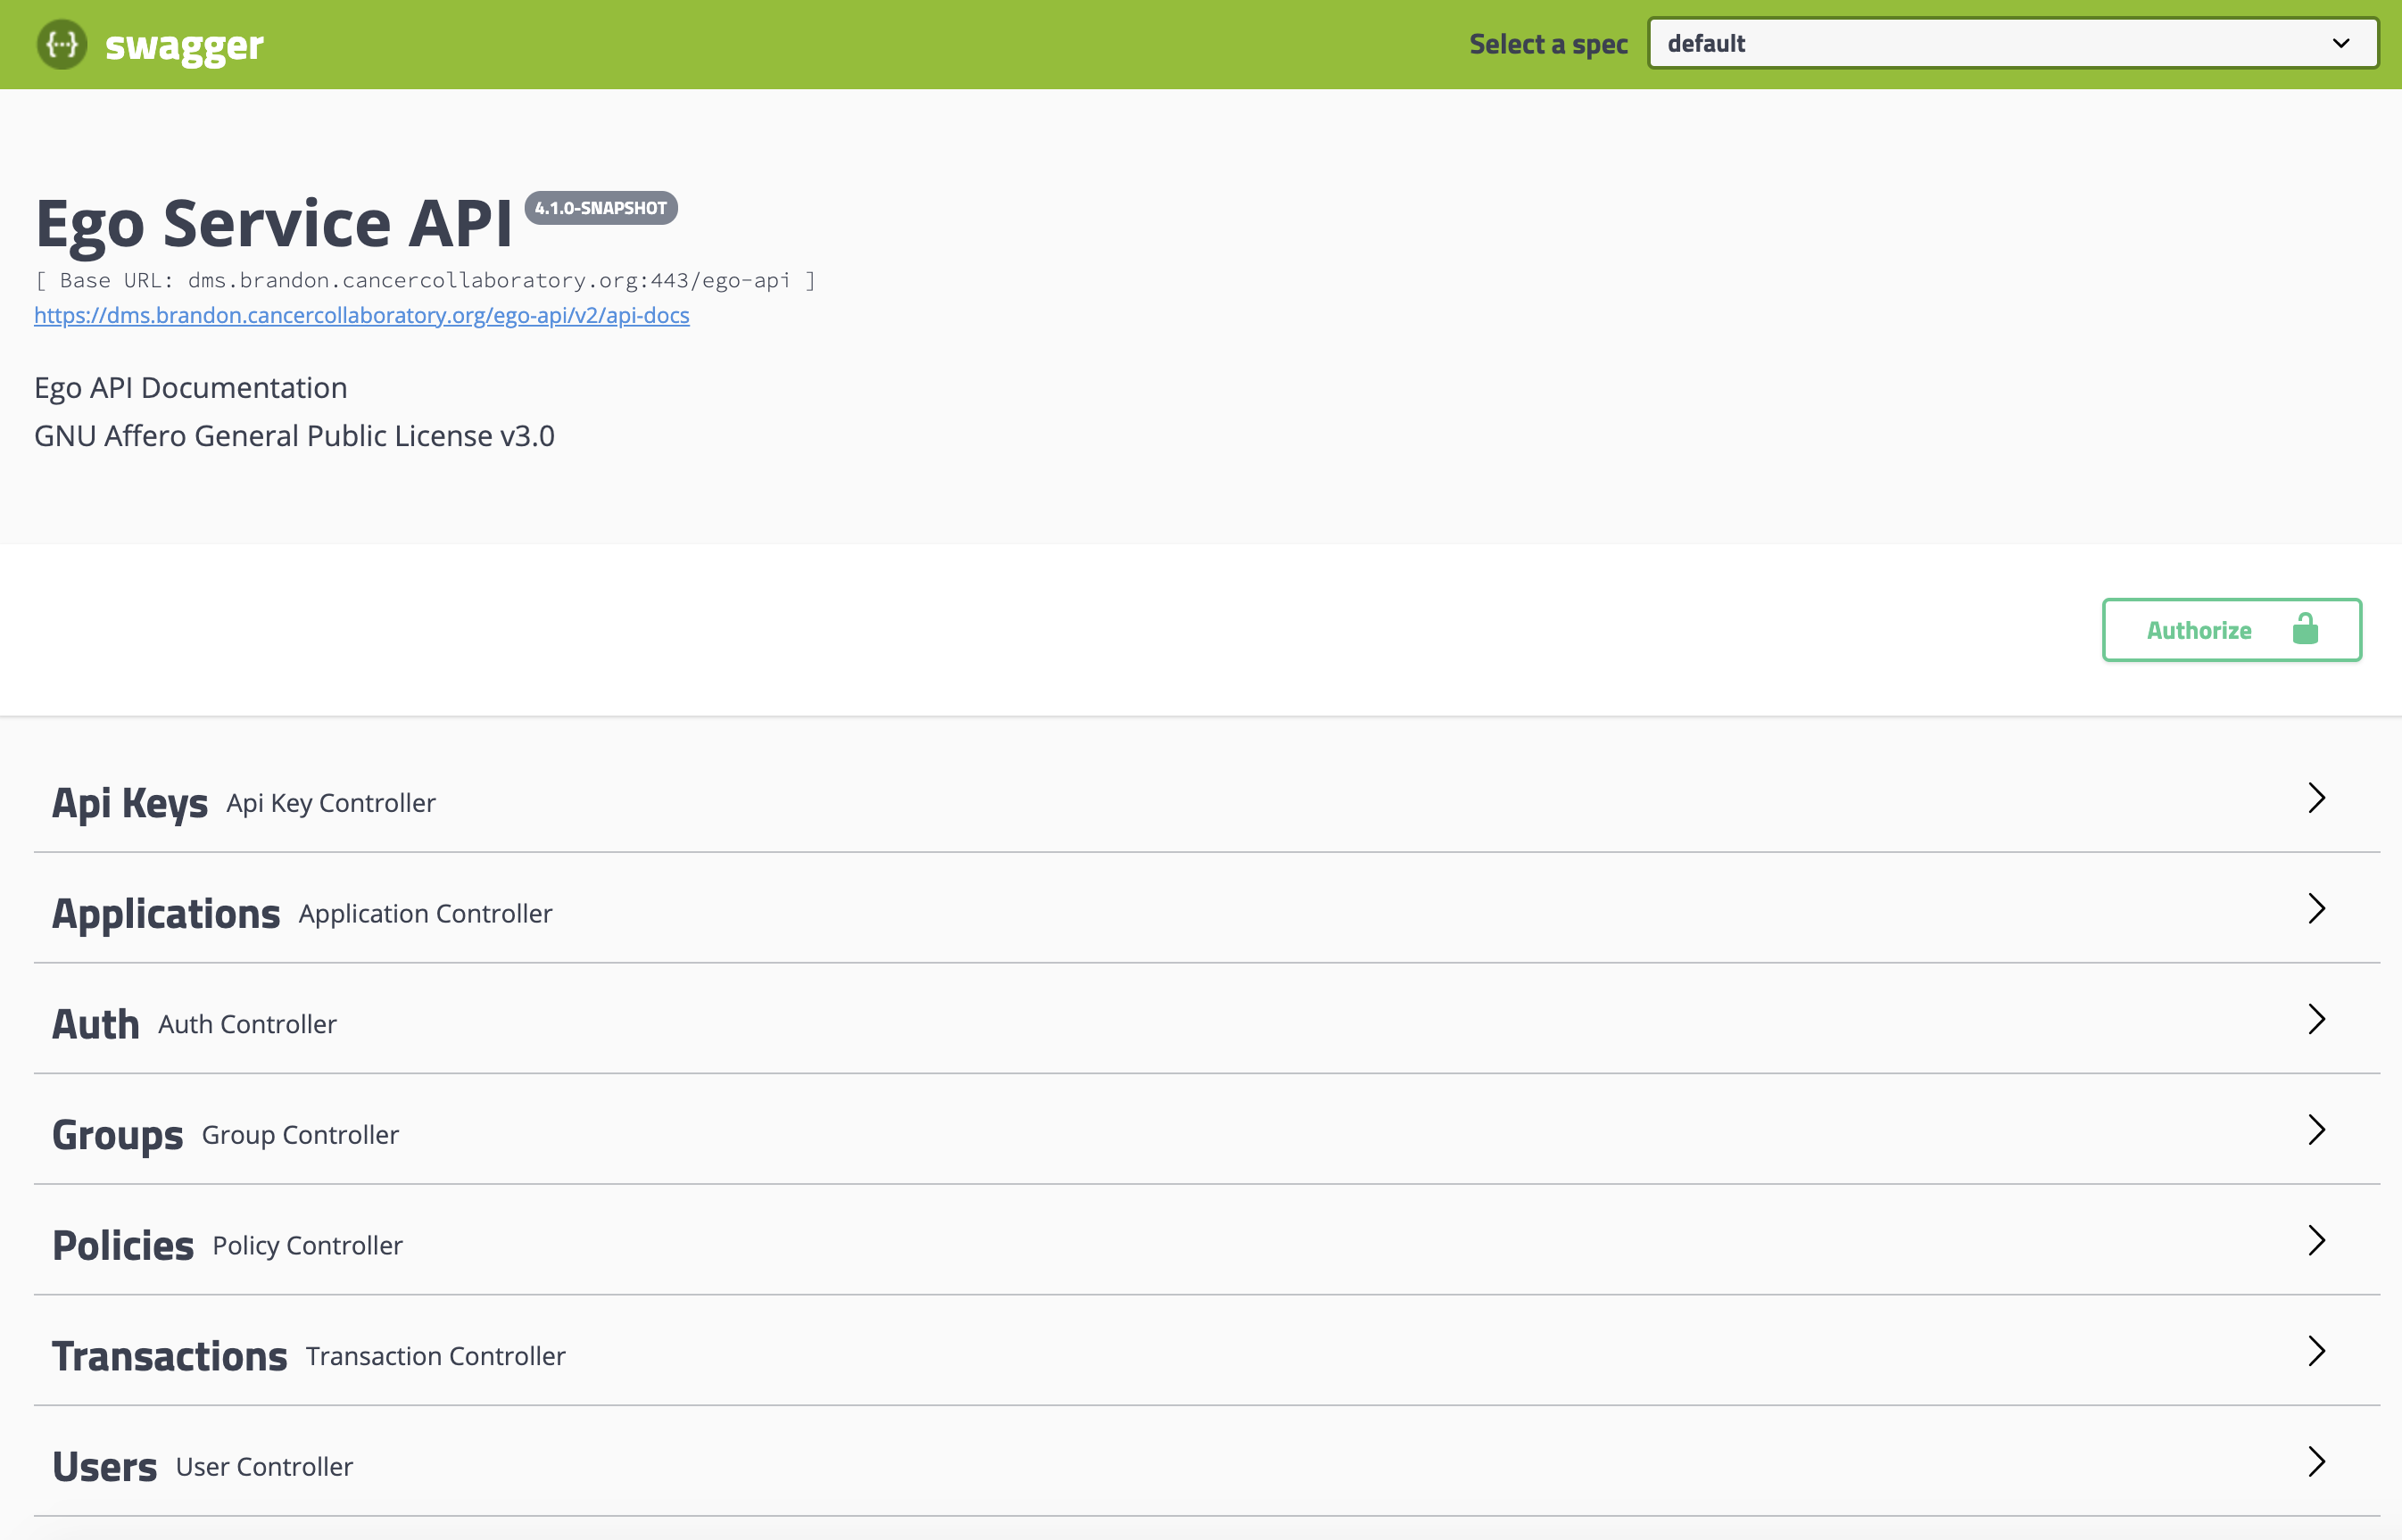 {···} swagger
Select a spec default
Ego Service API 4.1.0-SNAPSHOT
[ Base URL: dms.brandon.cancercollaboratory.org:443/ego-api ]
https://dms.brandon.cancercollaboratory.org/ego-api/v2/api-docs
Ego API Documentation
GNU Affero General Public License v3.0
Authorize
Api Keys Api Key Controller
Applications Application Controller
Auth Auth Controller
Groups Group Controller
Policies Policy Controller
Transactions Transaction Controller
Users User Controller